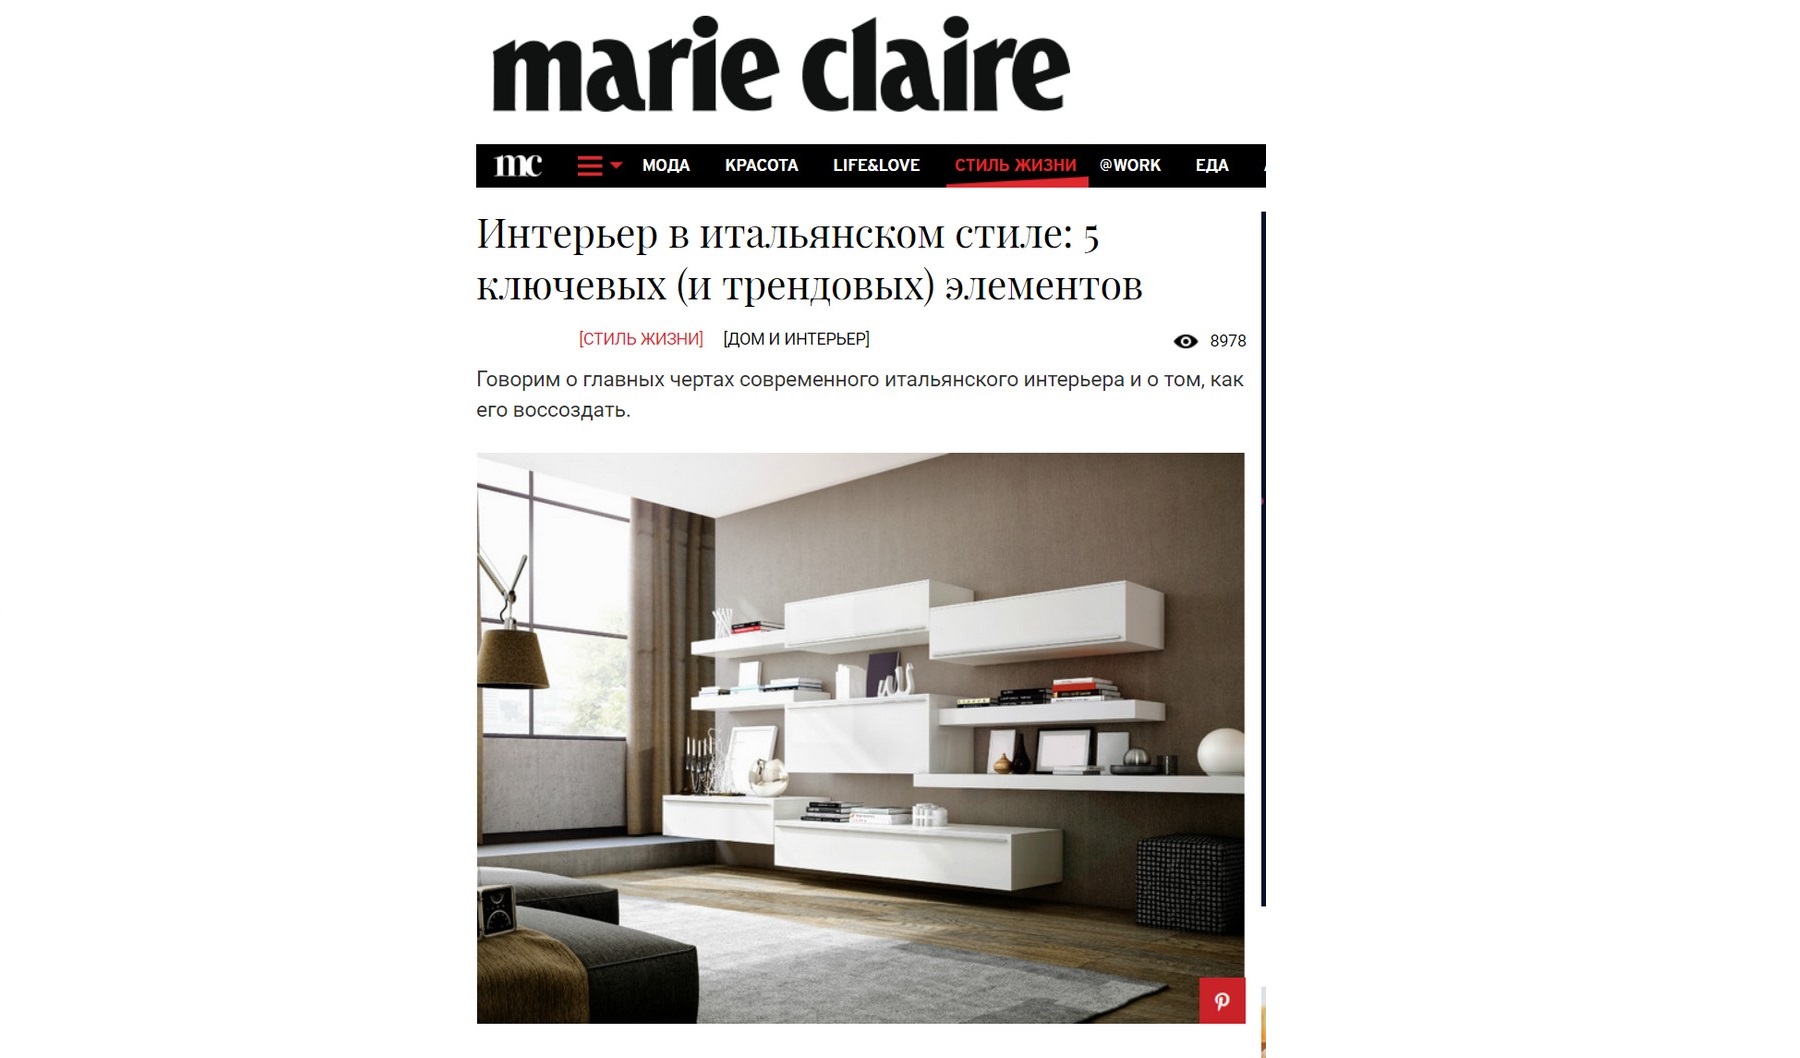 marie claire
mc МОДА КРАСОТА LIFE&LOVE СТИЛЬ ЖИЗНИ @WORK ЕДА
Интерьер в итальянском стиле: 5
ключевых (и трендовых) элементов
[СТИЛЬ ЖИЗНИ] [ДОМ И ИНТЕРЬЕР] 8978
Говорим о главных чертах современного итальянского интерьера и о том, как
его воссоздать.